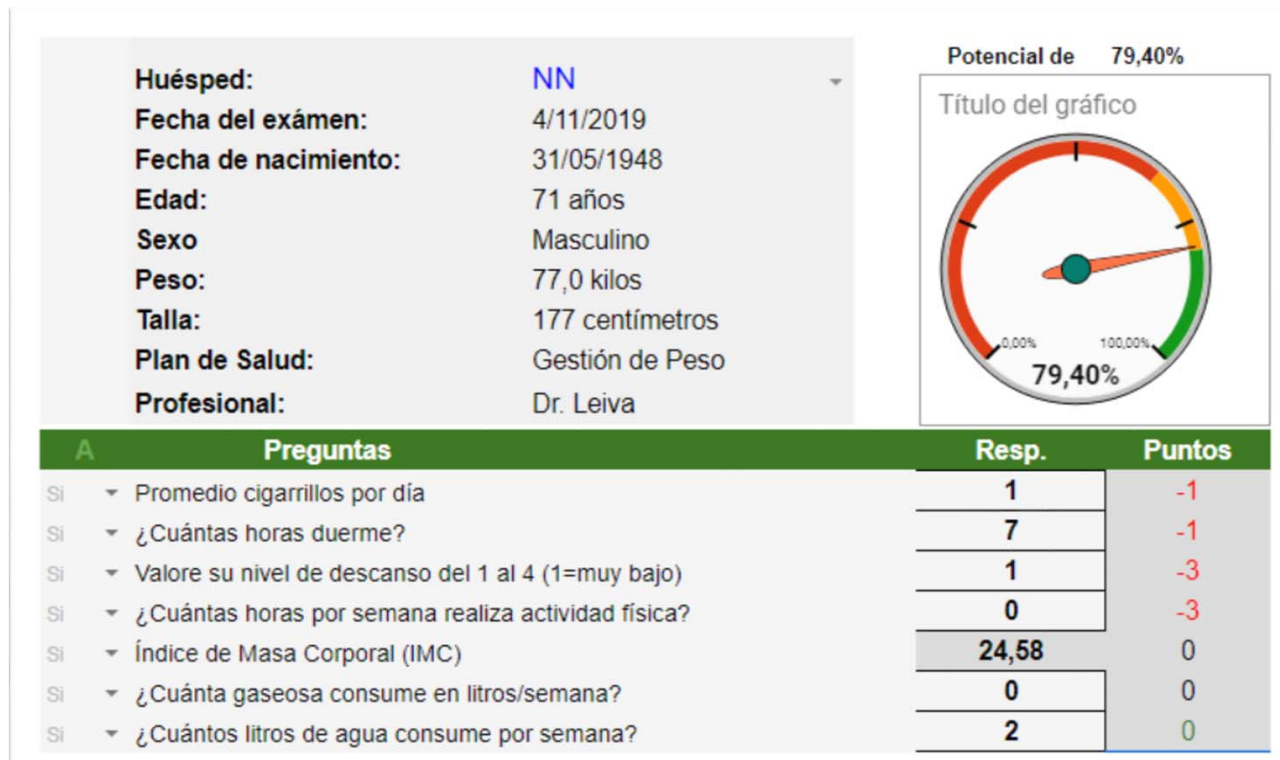 Potencial de 79,40%
Huésped: NN
Fecha del exámen: 4/11/2019
Fecha de nacimiento: 31/05/1948
Edad: 71 años
Sexo Masculino
Peso: 77,0 kilos
Talla: 177 centímetros
Plan de Salud: Gestión de Peso
Profesional: Dr. Leiva
Título del gráfico
0,00% 100,00%
79,40%
A Preguntas Resp. Puntos
Si Promedio cigarrillos por día 1 -1
Si ¿Cuántas horas duerme? 7 -1
Si Valore su nivel de descanso del 1 al 4 (1=muy bajo) 1 -3
Si ¿Cuántas horas por semana realiza actividad física? 0 -3
Si Índice de Masa Corporal (IMC) 24,58 0
Si ¿Cuánta gaseosa consume en litros/semana? 0 0
Si ¿Cuántos litros de agua consume por semana? 2 0